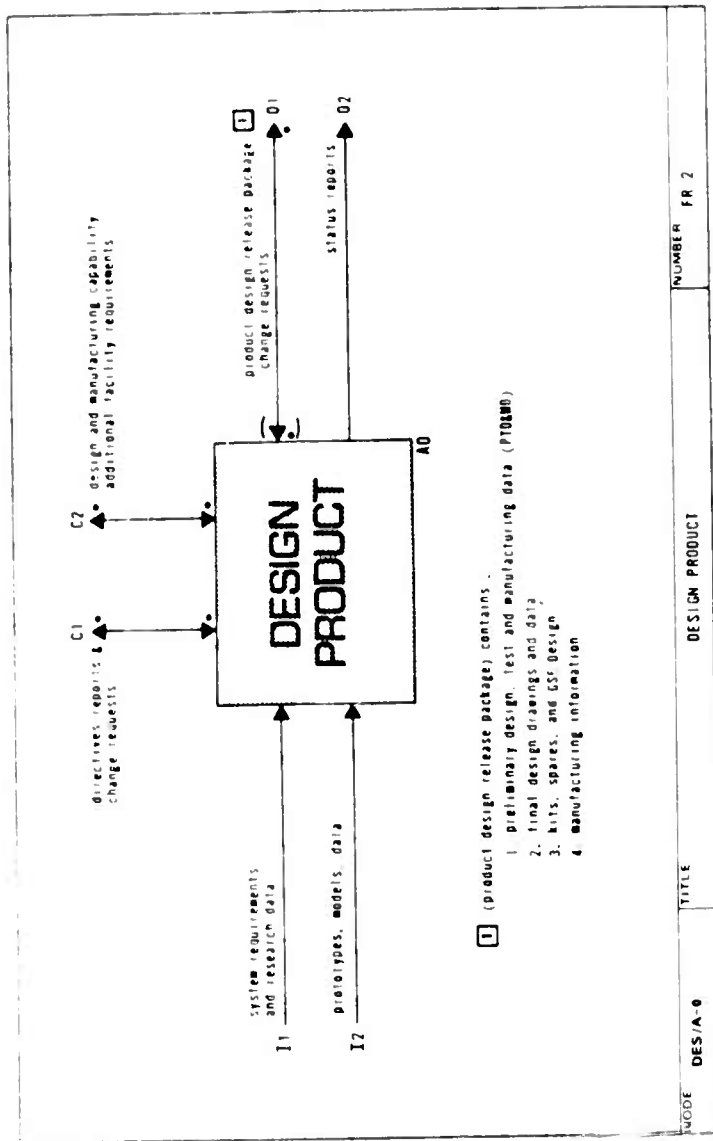 C1
C2
directives reports &
change requests
design and manufacturing capability
additional facility requirements
I1
system requirements
and research data
I2
prototypes, models, data
DESIGN
PRODUCT
A0
product design release package 1
change requests
O1
status reports
O2
1 (product design release package) contains .
1 preliminary design, test and manufacturing data (PTD&MD)
2. final design drawings and data,
3. kits, spares, and GSE Design
4 manufacturing information
NODE
DES/A-0
TITLE
DESIGN PRODUCT
NUMBER
FR 2